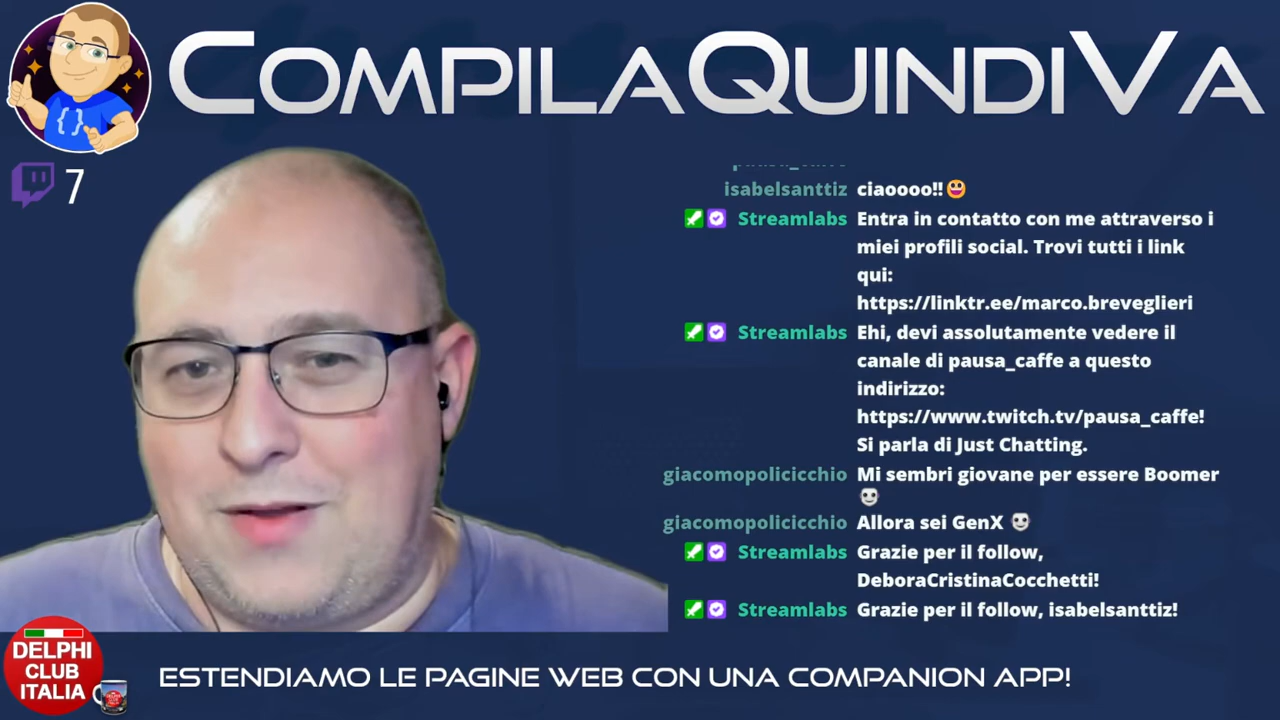 CompilaQuindiVa
{ }
7
isabelsanttiz ciaoooo!!😃
Streamlabs Entra in contatto con me attraverso i
miei profili social. Trovi tutti i link
qui:
https://linktr.ee/marco.breveglieri
Streamlabs Ehi, devi assolutamente vedere il
canale di pausa_caffe a questo
indirizzo:
https://www.twitch.tv/pausa_caffe!
Si parla di Just Chatting.
giacomopolicicchio Mi sembri giovane per essere Boomer
giacomopolicicchio Allora sei GenX
Streamlabs Grazie per il follow,
DeboraCristinaCocchetti!
Streamlabs Grazie per il follow, isabelsanttiz!
DELPHI
CLUB
ITALIA
ESTENDIAMO LE PAGINE WEB CON UNA COMPANION APP!